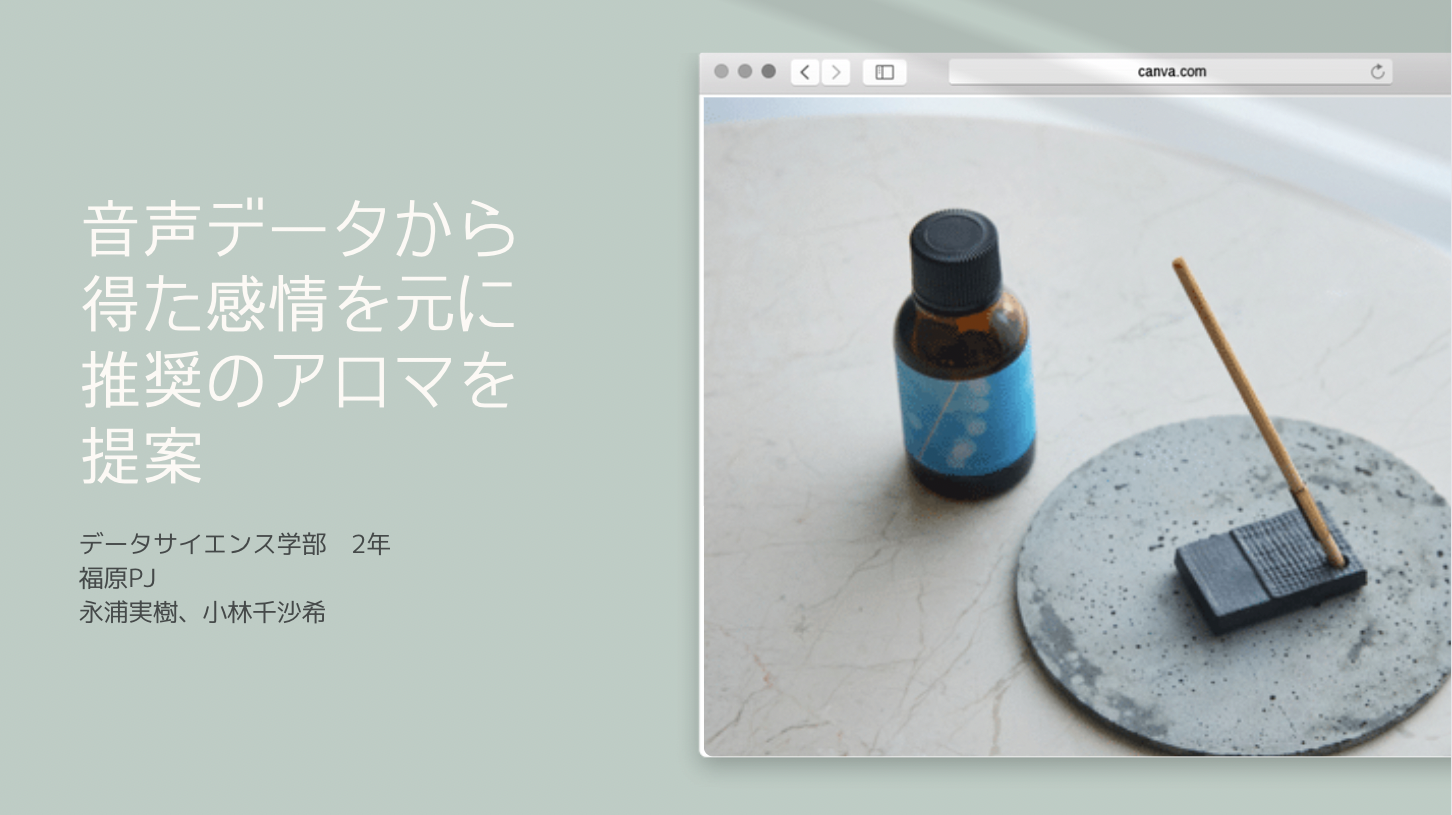 canva.com
音声データから
得た感情を元に
推奨のアロマを
提案
データサイエンス学部　2年
福原PJ
永浦実樹、小林千沙希